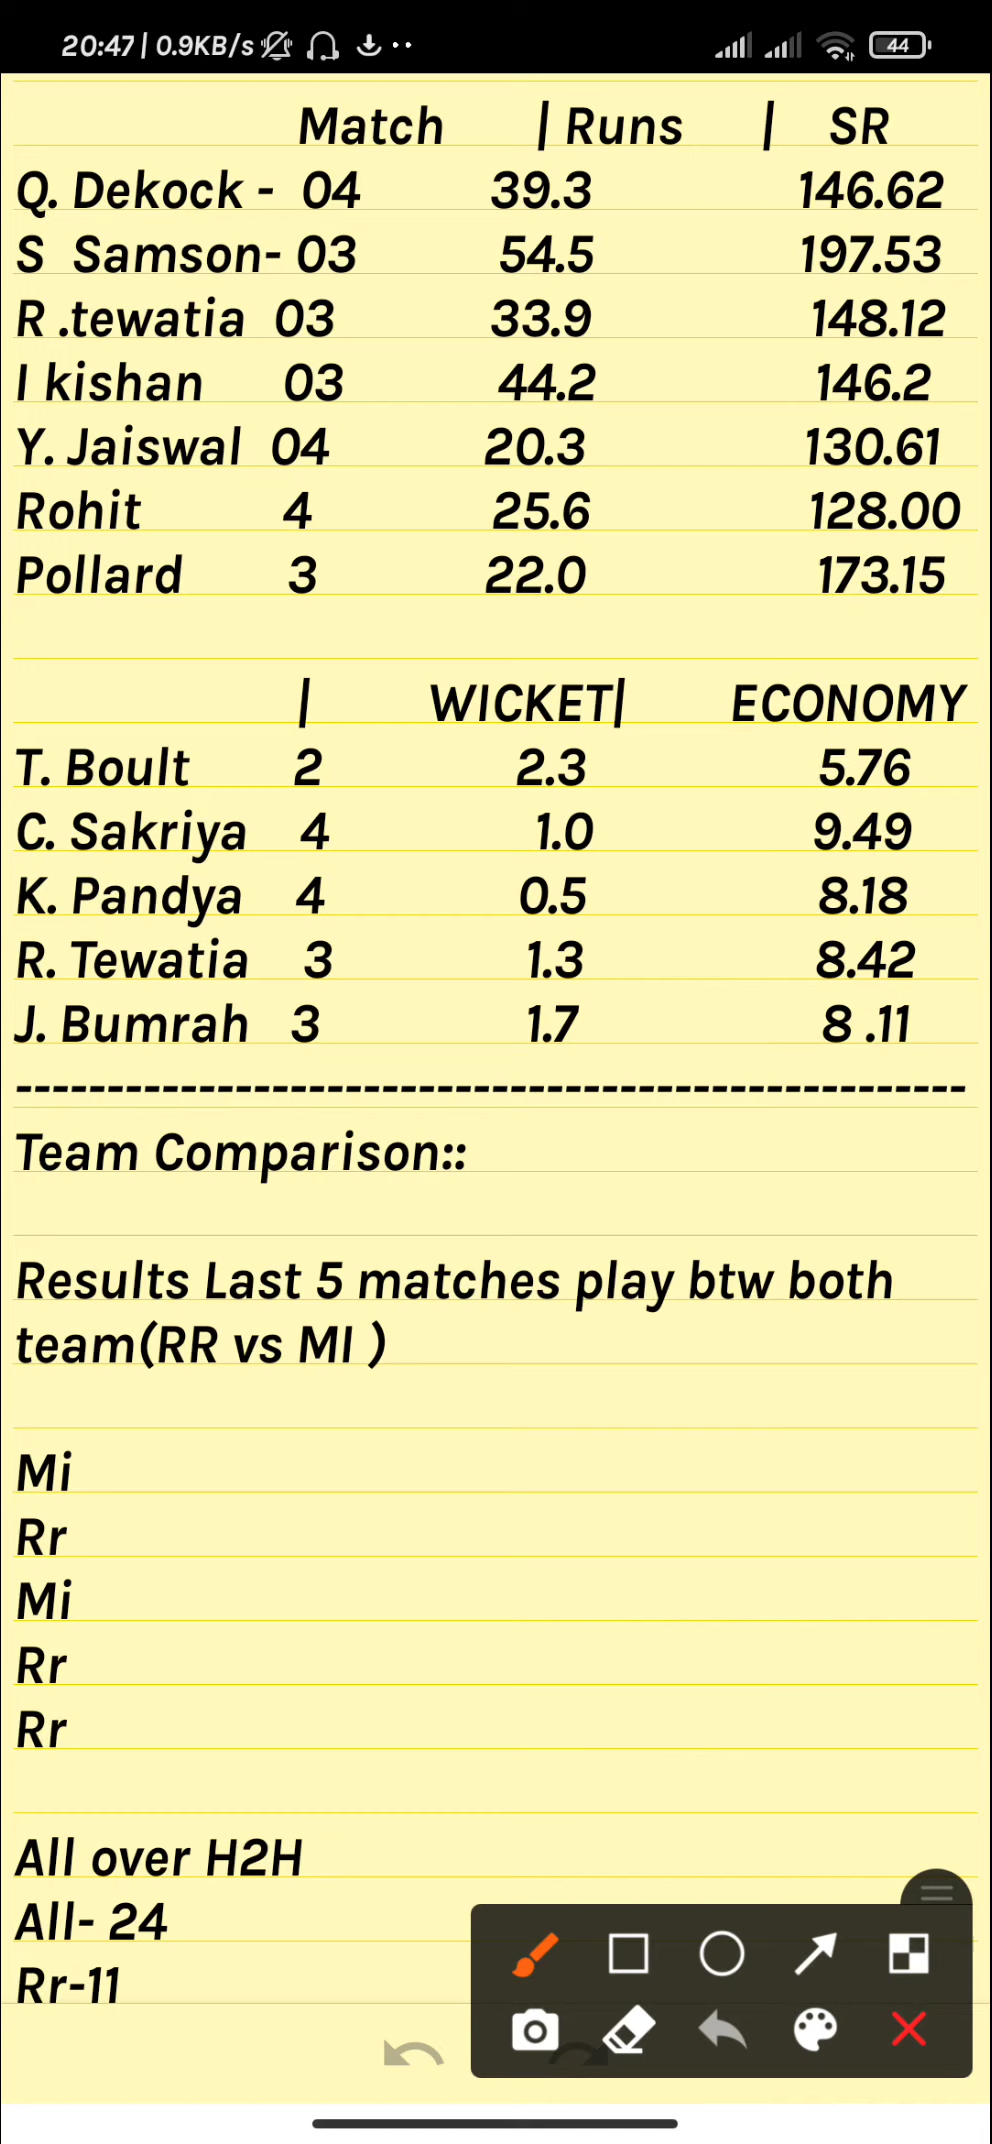 20:47 | 0.9KB/s
44
Match | Runs | SR
Q. Dekock - 04 39.3 146.62
S Samson- 03 54.5 197.53
R .tewatia 03 33.9 148.12
I kishan 03 44.2 146.2
Y. Jaiswal 04 20.3 130.61
Rohit 4 25.6 128.00
Pollard 3 22.0 173.15
| WICKET| ECONOMY
T. Boult 2 2.3 5.76
C. Sakriya 4 1.0 9.49
K. Pandya 4 0.5 8.18
R. Tewatia 3 1.3 8.42
J. Bumrah 3 1.7 8 .11
----------------------------------------------------
Team Comparison::
Results Last 5 matches play btw both
team(RR vs MI )
Mi
Rr
Mi
Rr
Rr
All over H2H
All- 24
Rr-11